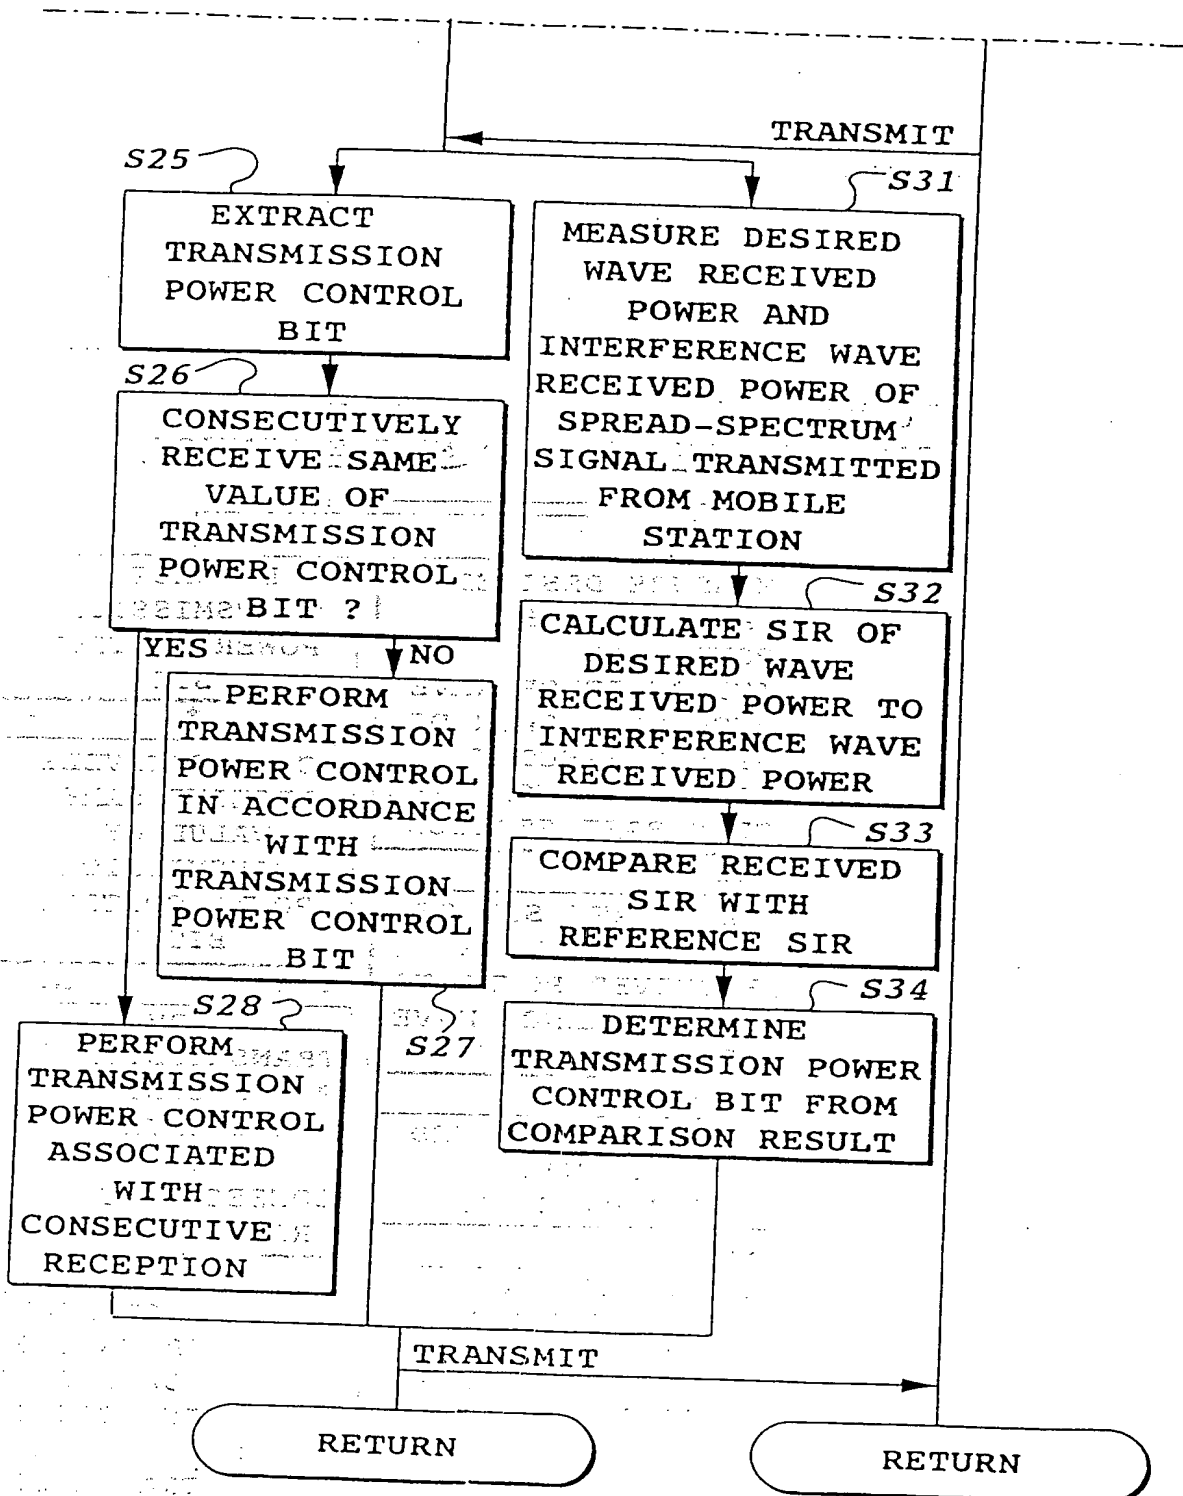 TRANSMIT
S25
EXTRACT
TRANSMISSION
POWER CONTROL
BIT
S26
CONSECUTIVELY
RECEIVE SAME
VALUE OF
TRANSMISSION
POWER CONTROL
BIT ?
YES
NO
PERFORM
TRANSMISSION
POWER CONTROL
IN ACCORDANCE
WITH
TRANSMISSION
POWER CONTROL
BIT
S27
S28
PERFORM
TRANSMISSION
POWER CONTROL
ASSOCIATED
WITH
CONSECUTIVE
RECEPTION
S31
MEASURE DESIRED
WAVE RECEIVED
POWER AND
INTERFERENCE WAVE
RECEIVED POWER OF
SPREAD-SPECTRUM
SIGNAL TRANSMITTED
FROM MOBILE
STATION
S32
CALCULATE SIR OF
DESIRED WAVE
RECEIVED POWER TO
INTERFERENCE WAVE
RECEIVED POWER
S33
COMPARE RECEIVED
SIR WITH
REFERENCE SIR
S34
DETERMINE
TRANSMISSION POWER
CONTROL BIT FROM
COMPARISON RESULT
TRANSMIT
RETURN
RETURN